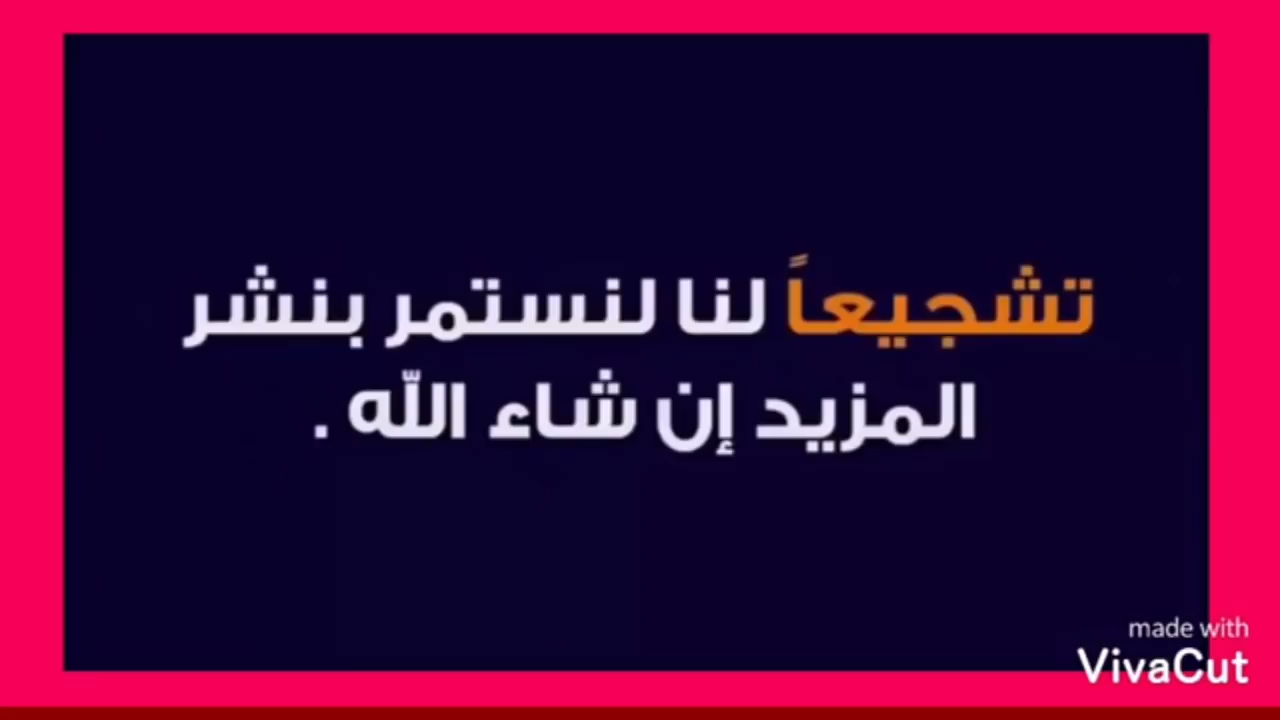 تشجيعاً لنا لنستمر بنشر
المزيد إن شاء اللّه .
made with
VivaCut